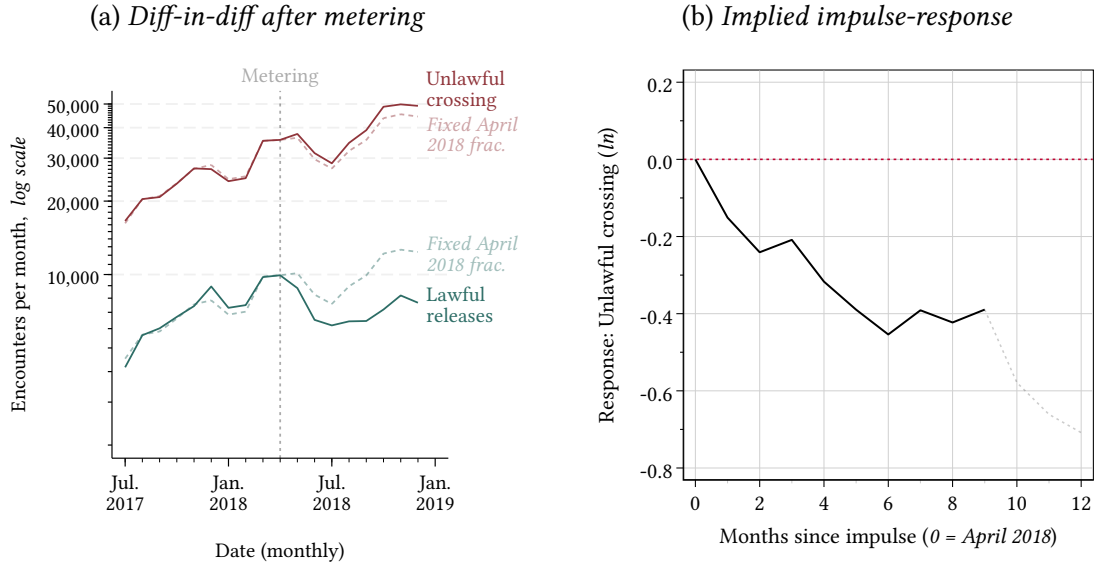 (a) Diff-in-diff after metering
Metering
Unlawful
crossing
Fixed April
2018 frac.
Fixed April
2018 frac.
Lawful
releases
50,000
40,000
30,000
20,000
10,000
Encounters per month, log scale
Jul.
2017
Jan.
2018
Jul.
2018
Jan.
2019
Date (monthly)
(b) Implied impulse-response
0.2
0.0
-0.2
-0.4
-0.6
-0.8
Response: Unlawful crossing (ln)
0 2 4 6 8 10 12
Months since impulse (0 = April 2018)